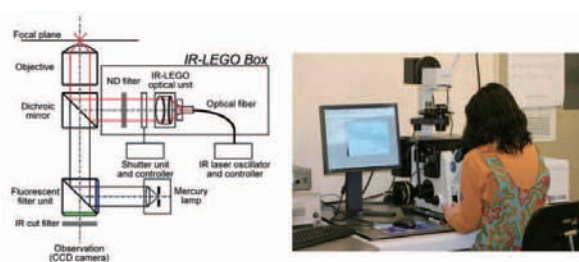 Focal plane
IR-LEGO Box
Objective
ND filter
IR-LEGO
optical unit
Optical fiber
Dichroic
mirror
Shutter unit
and controller
IR laser oscillator
and controller
Fluorescent
filter unit
Mercury
lamp
IR cut filter
Observation
(CCD camera)